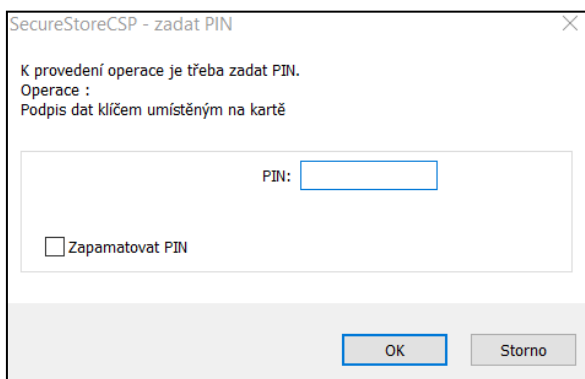 SecureStoreCSP - zadat PIN
K provedení operace je třeba zadat PIN.
Operace :
Podpis dat klíčem umístěným na kartě
PIN:
Zapamatovat PIN
OK
Storno